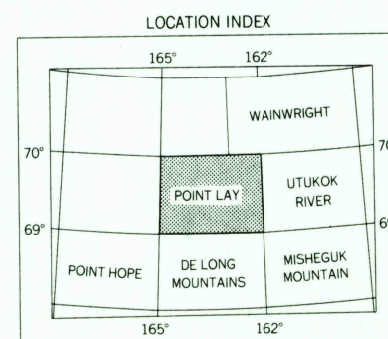 LOCATION INDEX
165° 162°
WAINWRIGHT
70° 70
POINT LAY
UTUKOK
RIVER
69° 69
POINT HOPE
DE LONG
MOUNTAINS
MISHEGUK
MOUNTAIN
165° 162°